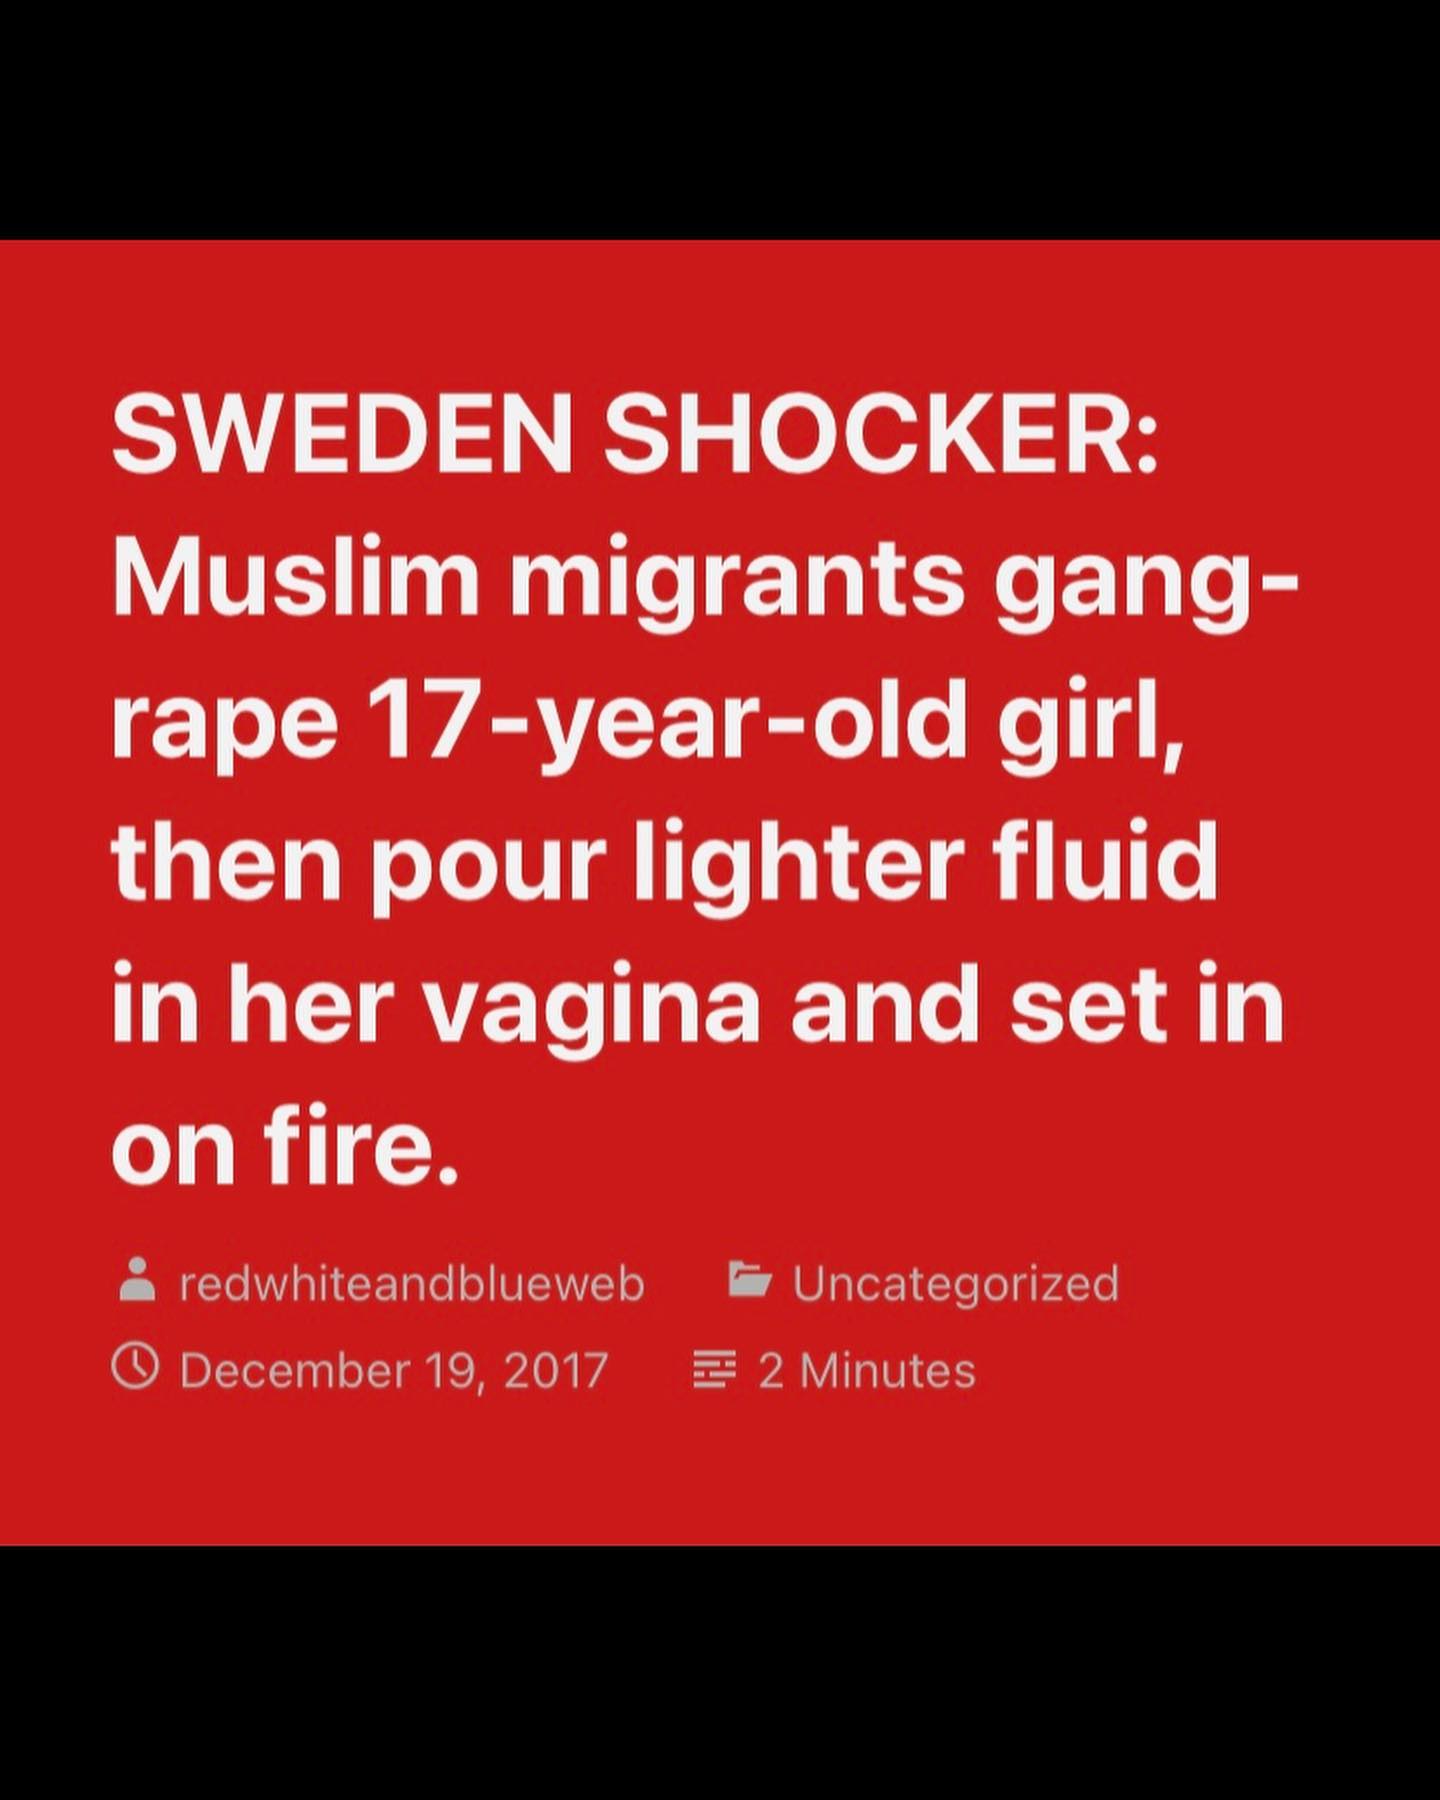 SWEDEN SHOCKER:
Muslim migrants gang-
rape 17-year-old girl,
then pour lighter fluid
in her vagina and set in
on fire.
redwhiteandblueweb Uncategorized
December 19, 2017 2 Minutes